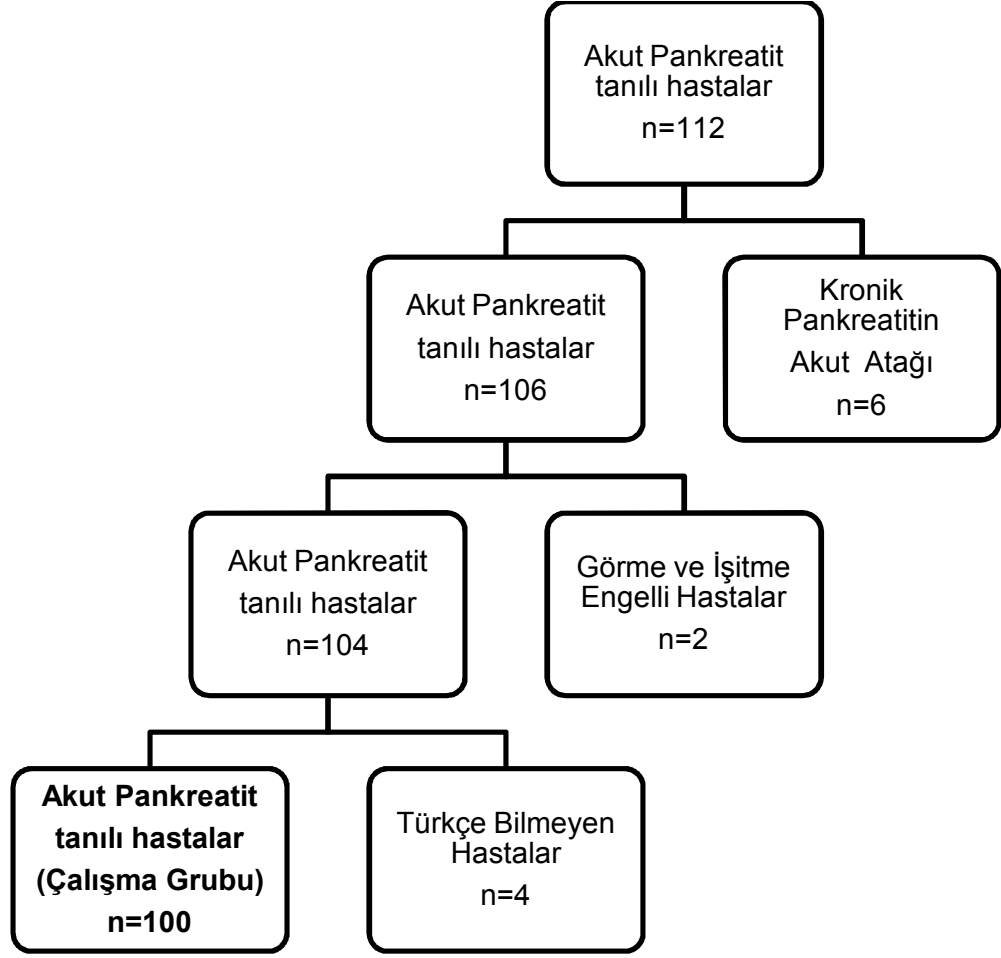 Akut Pankreatit
tanılı hastalar
n=112
Akut Pankreatit
tanılı hastalar
n=106
Kronik
Pankreatitin
Akut Atağı
n=6
Akut Pankreatit
tanılı hastalar
n=104
Görme ve İşitme
Engelli Hastalar
n=2
Akut Pankreatit
tanılı hastalar
(Çalışma Grubu)
n=100
Türkçe Bilmeyen
Hastalar
n=4